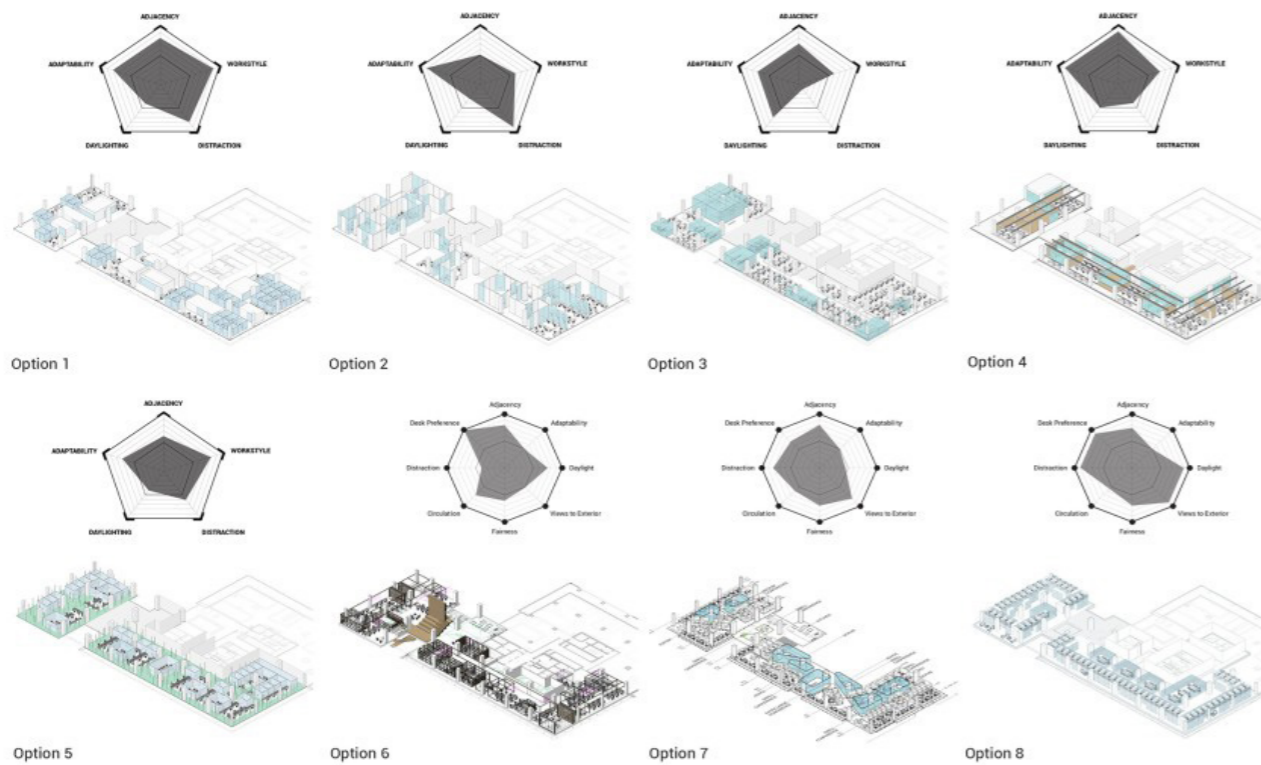 ADJACENCY
ADAPTABILITY WORKSTYLE
DAYLIGHTING DISTRACTION
Option 1
ADJACENCY
ADAPTABILITY WORKSTYLE
DAYLIGHTING DISTRACTION
Option 2
ADJACENCY
ADAPTABILITY WORKSTYLE
DAYLIGHTING DISTRACTION
Option 3
ADJACENCY
ADAPTABILITY WORKSTYLE
DAYLIGHTING DISTRACTION
Option 4
ADJACENCY
ADAPTABILITY WORKSTYLE
DAYLIGHTING DISTRACTION
Option 5
Adjacency
Desk Preference Adaptability
Distraction Daylight
Circulation Views to Exterior
Fairness
Option 6
Adjacency
Desk Preference Adaptability
Distraction Daylight
Circulation Views to Exterior
Fairness
Option 7
Adjacency
Desk Preference Adaptability
Distraction Daylight
Circulation Views to Exterior
Fairness
Option 8